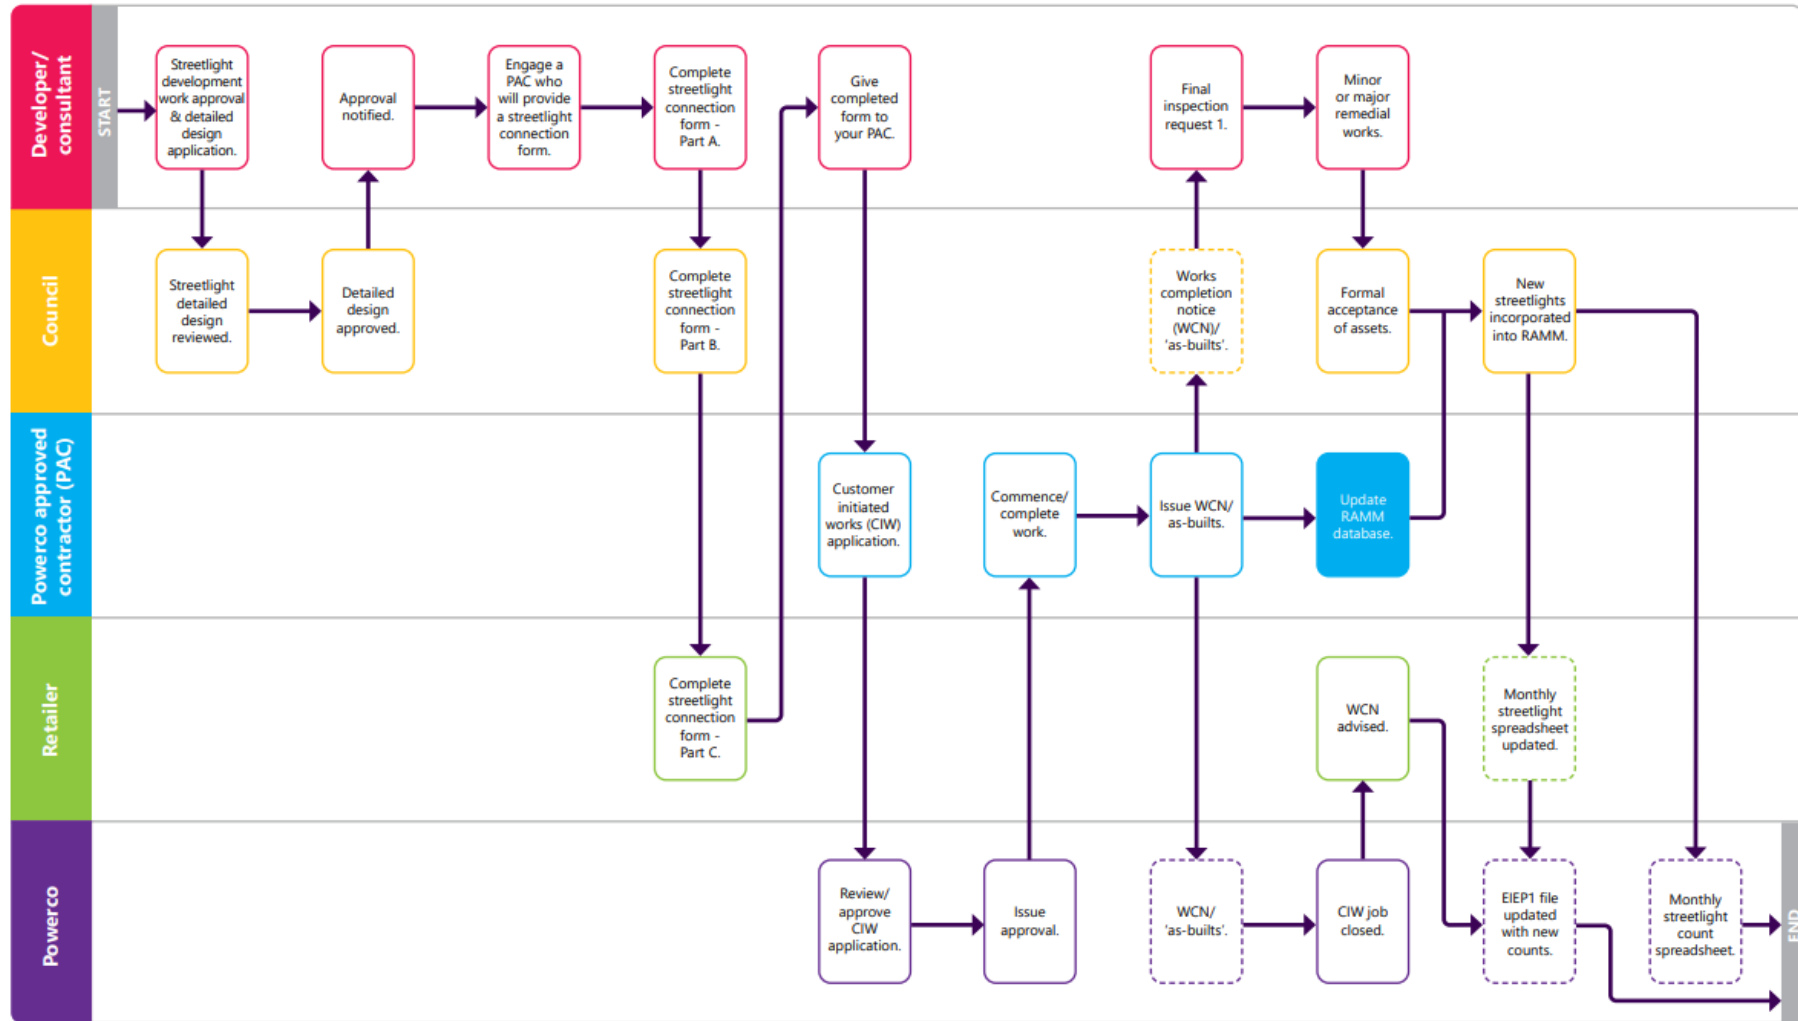 Developer/
consultant
START
Streetlight
development
work approval
& detailed
design
application.
Approval
notified.
Engage a
PAC who
will provide
a streetlight
connection
form.
Complete
streetlight
connection
form -
Part A.
Give
completed
form to
your PAC.
Final
inspection
request 1.
Minor
or major
remedial
works.
Council
Streetlight
detailed
design
reviewed.
Detailed
design
approved.
Complete
streetlight
connection
form -
Part B.
Works
completion
notice
(WCN)/
'as-builts'.
Formal
acceptance
of assets.
New
streetlights
incorporated
into RAMM.
Powerco approved
contractor (PAC)
Customer
initiated
works (CIW)
application.
Commence/
complete
work.
Issue WCN/
as-builts.
Update
RAMM
database.
Retailer
Complete
streetlight
connection
form -
Part C.
WCN
advised.
Monthly
streetlight
spreadsheet
updated.
Powerco
Review/
approve
CIW
application.
Issue
approval.
WCN/
'as-builts'.
CIW job
closed.
EIEP1 file
updated
with new
counts.
Monthly
streetlight
count
spreadsheet.
END